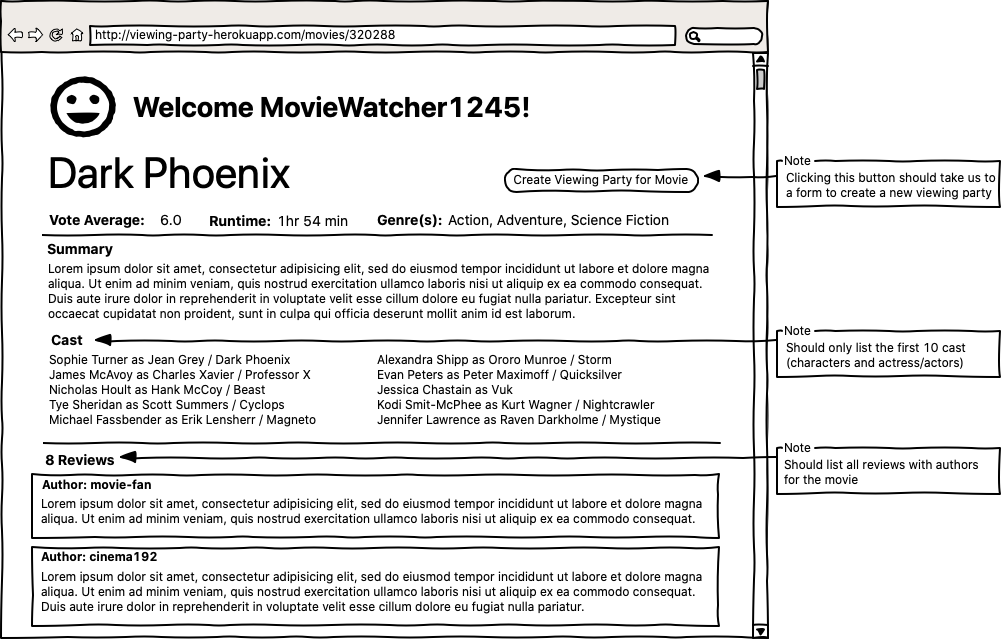 http://viewing-party-herokuapp.com/movies/320288
Welcome MovieWatcher1245!
Dark Phoenix
Create Viewing Party for Movie
Note
Clicking this button should take us to
a form to create a new viewing party
Vote Average: 6.0 Runtime: 1hr 54 min Genre(s): Action, Adventure, Science Fiction
Summary
Lorem ipsum dolor sit amet, consectetur adipisicing elit, sed do eiusmod tempor incididunt ut labore et dolore magna
aliqua. Ut enim ad minim veniam, quis nostrud exercitation ullamco laboris nisi ut aliquip ex ea commodo consequat.
Duis aute irure dolor in reprehenderit in voluptate velit esse cillum dolore eu fugiat nulla pariatur. Excepteur sint
occaecat cupidatat non proident, sunt in culpa qui officia deserunt mollit anim id est laborum.
Cast
Note
Should only list the first 10 cast
(characters and actress/actors)
Sophie Turner as Jean Grey / Dark Phoenix
James McAvoy as Charles Xavier / Professor X
Nicholas Hoult as Hank McCoy / Beast
Tye Sheridan as Scott Summers / Cyclops
Michael Fassbender as Erik Lensherr / Magneto
Alexandra Shipp as Ororo Munroe / Storm
Evan Peters as Peter Maximoff / Quicksilver
Jessica Chastain as Vuk
Kodi Smit-McPhee as Kurt Wagner / Nightcrawler
Jennifer Lawrence as Raven Darkholme / Mystique
8 Reviews
Note
Should list all reviews with authors
for the movie
Author: movie-fan
Lorem ipsum dolor sit amet, consectetur adipisicing elit, sed do eiusmod tempor incididunt ut labore et dolore magna
aliqua. Ut enim ad minim veniam, quis nostrud exercitation ullamco laboris nisi ut aliquip ex ea commodo consequat.
Author: cinema192
Lorem ipsum dolor sit amet, consectetur adipisicing elit, sed do eiusmod tempor incididunt ut labore et dolore magna
aliqua. Ut enim ad minim veniam, quis nostrud exercitation ullamco laboris nisi ut aliquip ex ea commodo consequat.
Duis aute irure dolor in reprehenderit in voluptate velit esse cillum dolore eu fugiat nulla pariatur.